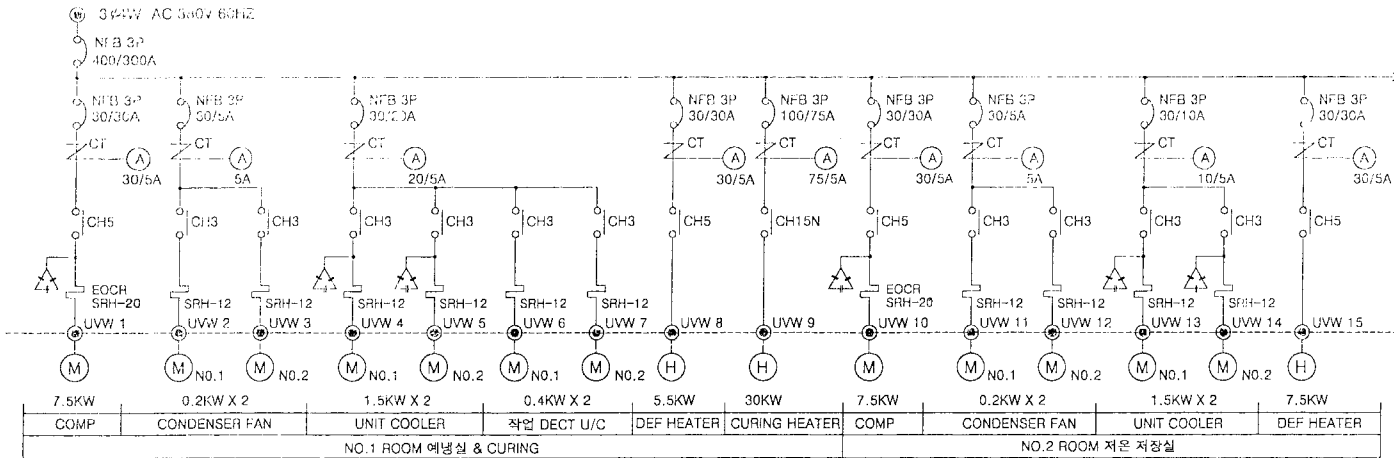 3Φ4W AC 380V 60HZ
NFB 3P
400/300A
NFB 3P
30/30A
NFB 3P
30/5A
NFB 3P
30/20A
NFB 3P
30/30A
NFB 3P
100/75A
NFB 3P
30/30A
NFB 3P
30/5A
NFB 3P
30/10A
NFB 3P
30/30A
CT CT CT CT CT CT CT CT CT
A A A A A A A A A
30/5A 5A 20/5A 30/5A 75/5A 30/5A 5A 10/5A 30/5A
CH5 CH3 CH3 CH3 CH3 CH3 CH3 CH5 CH15N CH5 CH3 CH3 CH3 CH3 CH5
EOCR EOCR
SRH-20 SRH-12 SRH-12 SRH-12 SRH-12 SRH-12 SRH-12 SRH-20 SRH-12 SRH-12 SRH-12 SRH-12
UVW 1 UVW 2 UVW 3 UVW 4 UVW 5 UVW 6 UVW 7 UVW 8 UVW 9 UVW 10 UVW 11 UVW 12 UVW 13 UVW 14 UVW 15
M M NO.1 M NO.2 M NO.1 M NO.2 M NO.1 M NO.2 H H M M NO.1 M NO.2 M NO.1 M NO.2 H
7.5KW 0.2KW X 2 1.5KW X 2 0.4KW X 2 5.5KW 30KW 7.5KW 0.2KW X 2 1.5KW X 2 7.5KW
COMP CONDENSER FAN UNIT COOLER 작업 DECT U/C DEF HEATER CURING HEATER COMP CONDENSER FAN UNIT COOLER DEF HEATER
NO.1 ROOM 예냉실 & CURING NO.2 ROOM 저온 저장실